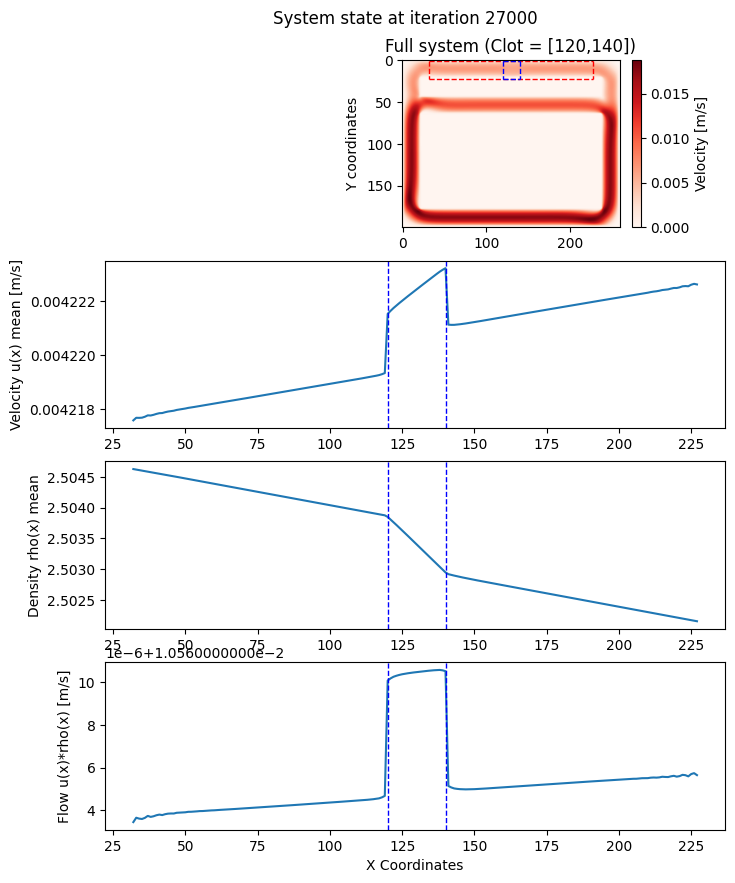 System state at iteration 27000
Full system (Clot = [120,140])
Y coordinates
0
50
100
150
0
100
200
0.015
0.010
0.005
0.000
Velocity [m/s]
Velocity u(x) mean [m/s]
0.004222
0.004220
0.004218
25 50 75 100 125 150 175 200 225
Density rho(x) mean
2.5045
2.5040
2.5035
2.5030
2.5025
25 50 75 100 125 150 175 200 225
1e−6+1.0560000000e−2
Flow u(x)*rho(x) [m/s]
10
8
6
4
25 50 75 100 125 150 175 200 225
X Coordinates